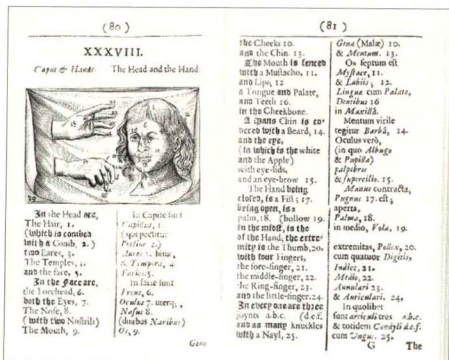 (80)
XXXVIII.
Caput & Manus. The Head and the Hand
In the Head are,
The Hair, 1.
(which is combed
with a Comb, 2.)
two Ears, 3.
The Temples, 4.
and the face, 5.
In the Face are,
the Forehead, 6.
both the Eyes, 7.
The Nose, 8.
(with two Nostrils)
The Mouth, 9.
In Capite sunt
Capillus, 1.
Pectine 2.)
Aures 3. binæ,
& Tempora, 4
Facies, 5.
In facie sunt
Frons, 6.
Oculus 7. uterq;,
Nasus 8.
(duabus Naribus)
Os, 9.
Gena
(81)
the Cheeks 10.
and the Chin. 13.
The Mouth is fenced
with a Mustacho, 11.
and Lips, 12
a Tongue and Palate,
and Teeth 16.
in the Cheekbone.
A Mans Chin is co-
vered with a Beard, 14.
and the eye,
(in which is the white
and the Apple)
with eye-lids,
and an eye-brow 15.
The Hand being
closed, is a Fist; 17.
being open, is a
palm, 18. (hollow 19.
in the midst, is the
of the Hand, the extre-
mity is the Thumb, 20.
with four Fingers,
the fore-finger, 21.
the middle-finger, 22.
the Ring-finger, 23.
and the little-finger. 24.
In every one are three
joynts .a.b.c. (d.e.f.
and as many knuckles
with a Nayl, 25.
Gena (Malæ) 10.
& Mentum. 13.
Os septum est
Mystace, 11.
& Labiis, 12.
Lingua cum Palato,
Dentibus 16
in Maxilla.
Mentum virile
tegitur Barbâ, 14.
Oculus verò,
(in quo Albugo
& Pupilla)
palpebris
& supercilio. 15.
Manus contracta,
Pugnus 17. est;
aperta,
Palma, 18.
in medio, Vola, 19.
extremitas, Pollex, 20.
cum quatuor Digitis,
Indice, 21.
Medio, 22.
Annulari 23.
& Auriculari. 24.
In quolibet
sunt articuli tres a.b.c.
& totidem Condyli d.e.f.
cum Ungue. 25.
G The